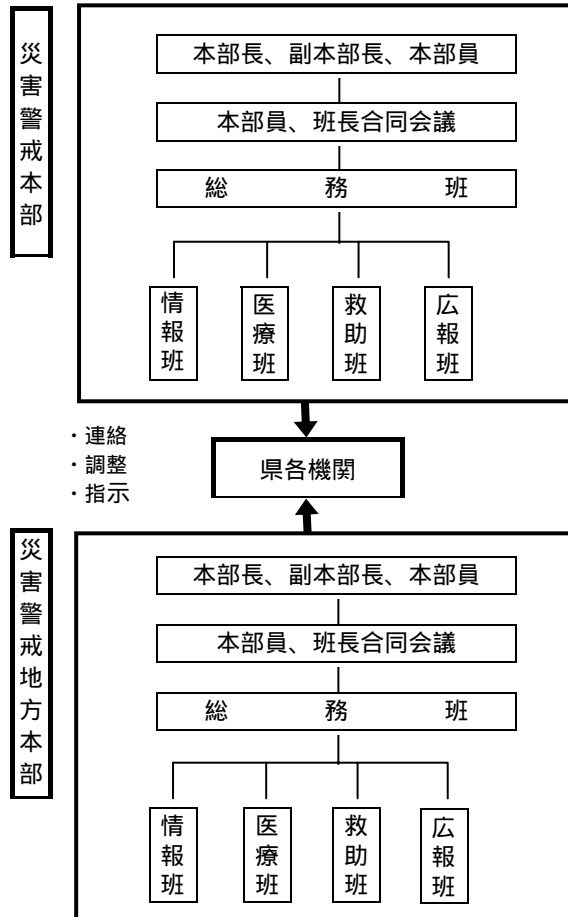 災害警戒本部
本部長、副本部長、本部員
本部員、班長合同会議
総務班
情報班
医療班
救助班
広報班
・連絡
・調整
・指示
県各機関
災害警戒地方本部
本部長、副本部長、本部員
本部員、班長合同会議
総務班
情報班
医療班
救助班
広報班